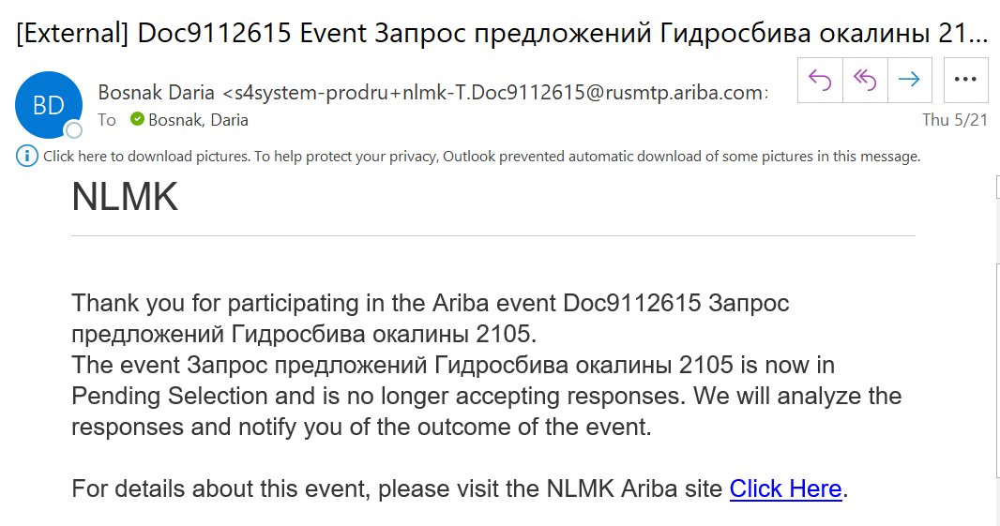 [External] Doc9112615 Event Запрос предложений Гидросбива окалины 21...
BD
Bosnak Daria <s4system-prodru+nlmk-T.Doc9112615@rusmtp.ariba.com>
To Bosnak, Daria
Thu 5/21
Click here to download pictures. To help protect your privacy, Outlook prevented automatic download of some pictures in this message.
NLMK
Thank you for participating in the Ariba event Doc9112615 Запрос
предложений Гидросбива окалины 2105.
The event Запрос предложений Гидросбива окалины 2105 is now in
Pending Selection and is no longer accepting responses. We will analyze the
responses and notify you of the outcome of the event.
For details about this event, please visit the NLMK Ariba site Click Here.